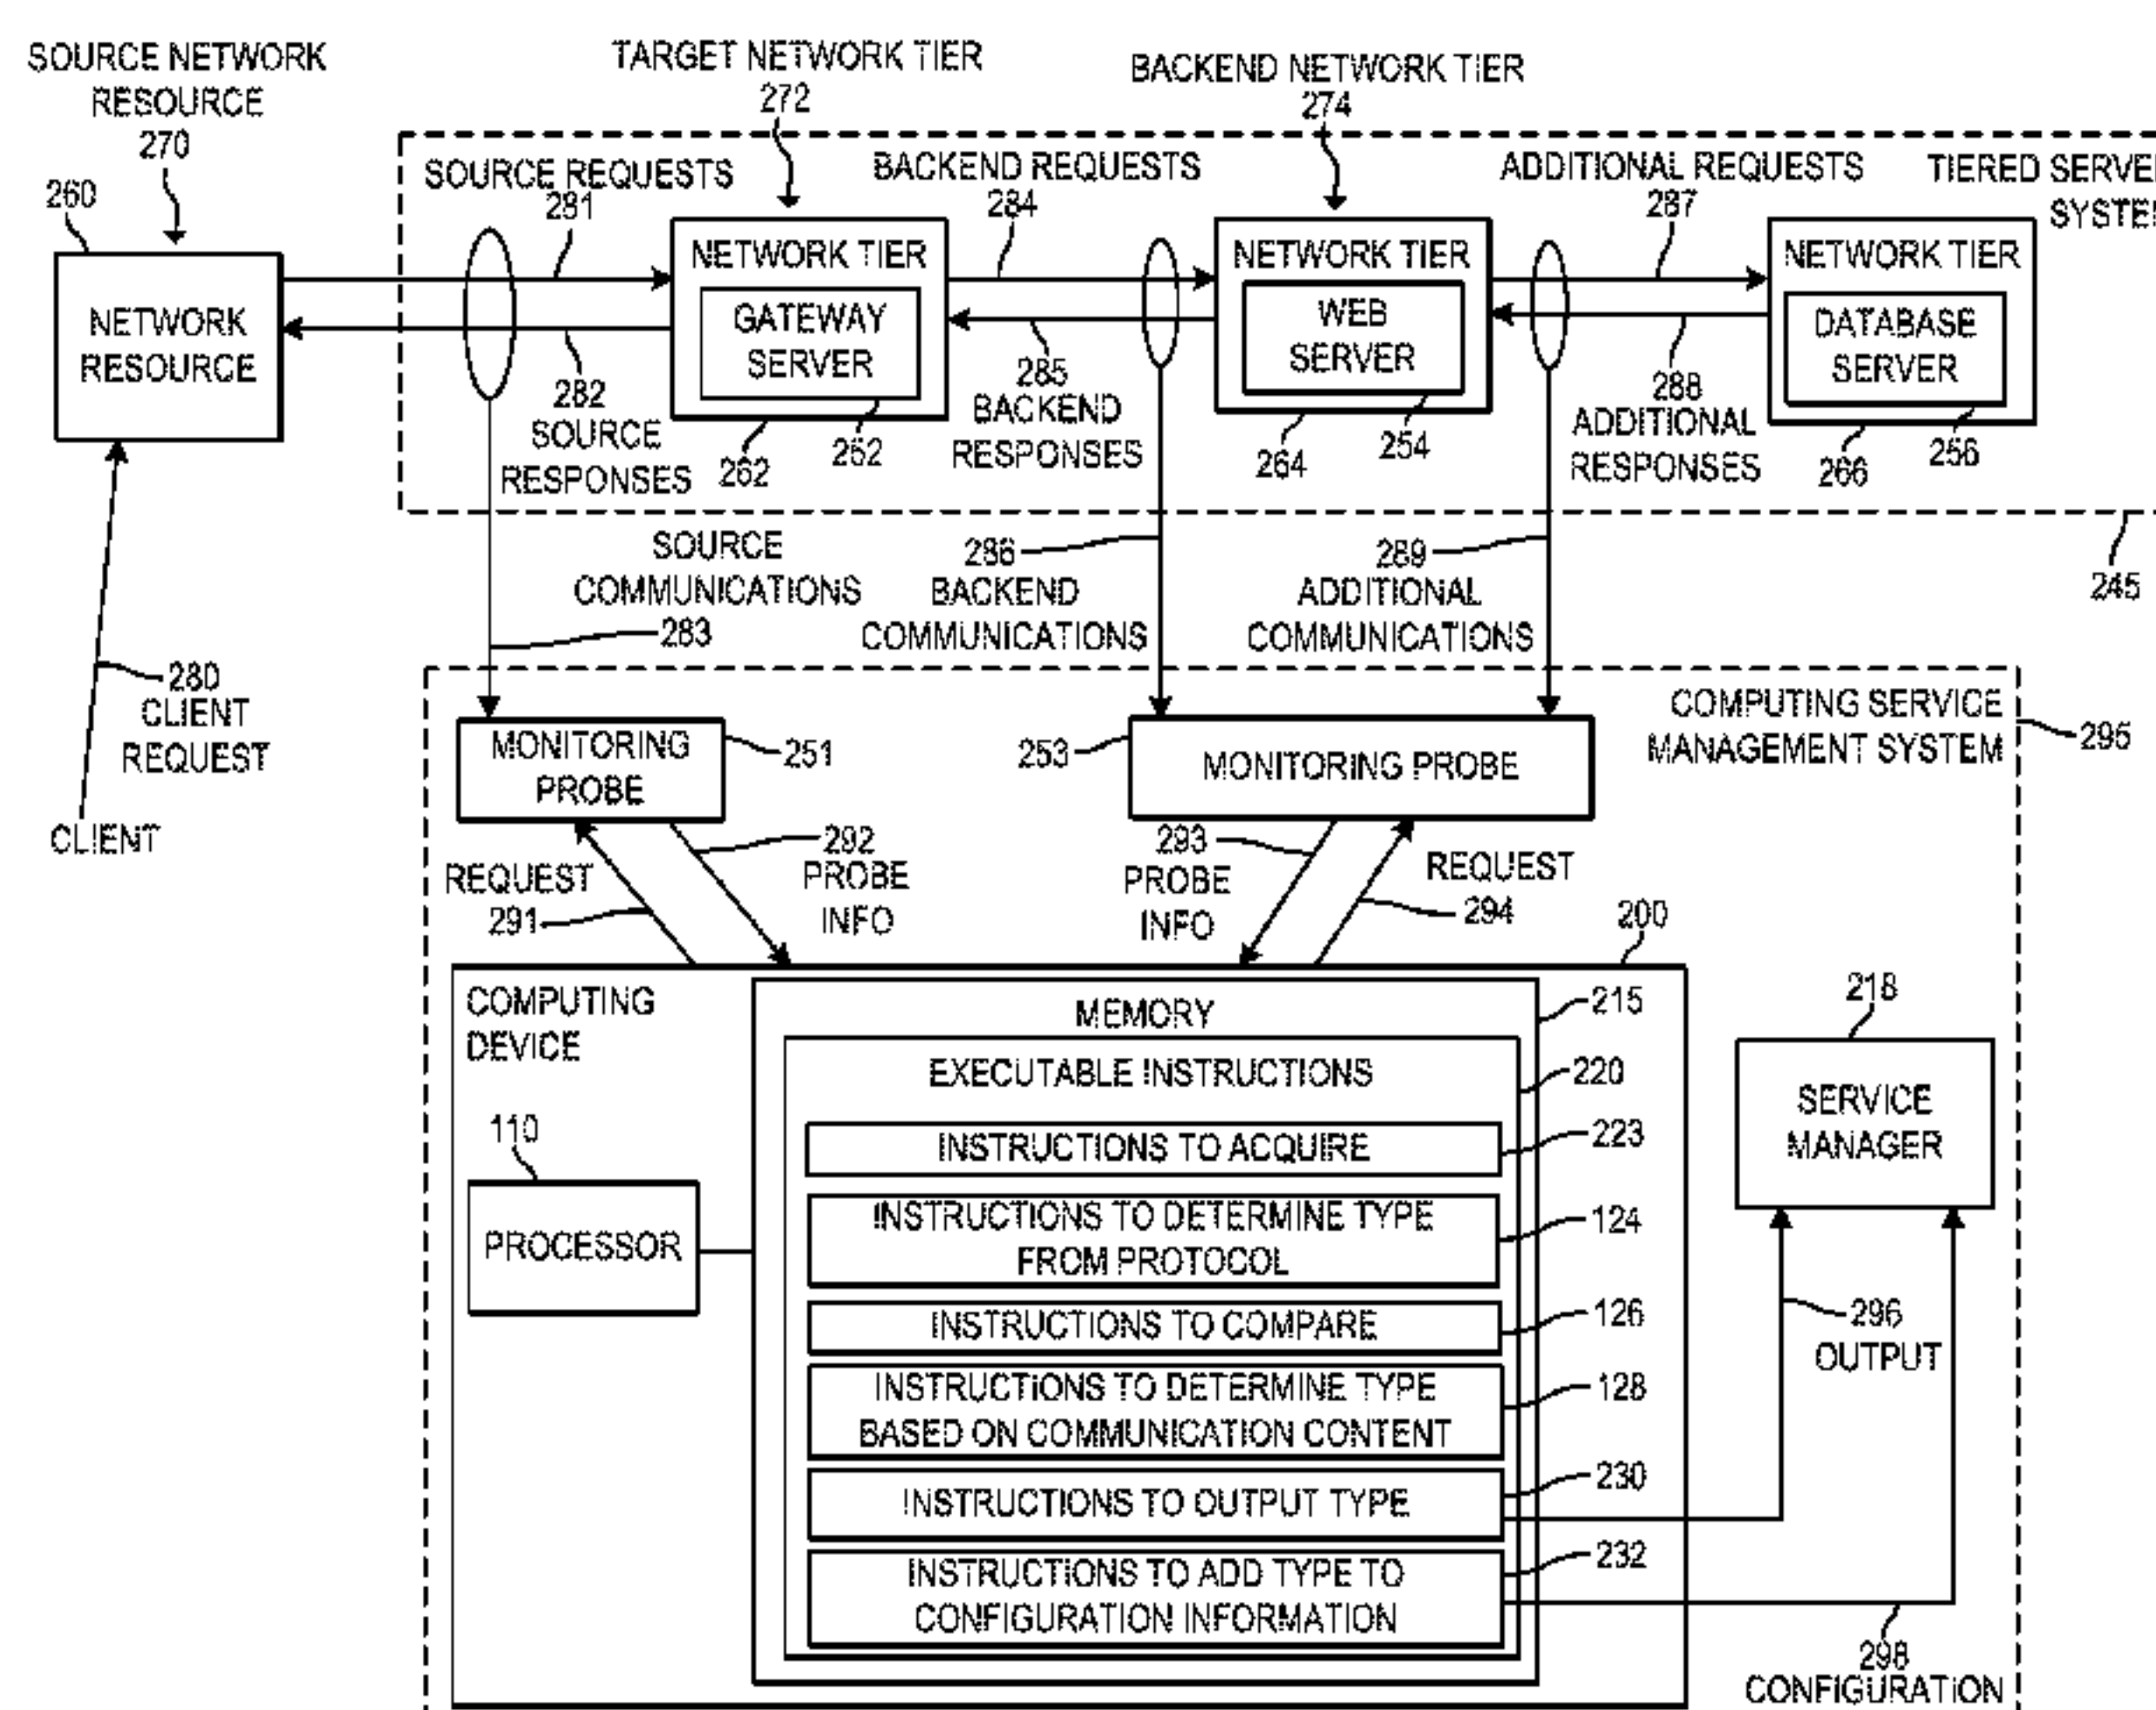 SOURCE NETWORK
RESOURCE
270
TARGET NETWORK TIER
272
BACKEND NETWORK TIER
274
260
SOURCE REQUESTS
281
BACKEND REQUESTS
284
ADDITIONAL REQUESTS
287
TIERED SERVE
SYSTE
NETWORK
RESOURCE
NETWORK TIER
GATEWAY
SERVER
NETWORK TIER
WEB
SERVER
NETWORK TIER
DATABASE
SERVER
282
SOURCE
RESPONSES
262
252
285
BACKEND
RESPONSES
264
254
288
ADDITIONAL
RESPONSES
266
256
SOURCE
COMMUNICATIONS
283
286
BACKEND
COMMUNICATIONS
289
ADDITIONAL
COMMUNICATIONS
245
280
CLIENT
REQUEST
CLIENT
MONITORING
PROBE
251
253
MONITORING PROBE
COMPUTING SERVICE
MANAGEMENT SYSTEM
295
REQUEST
291
292
PROBE
INFO
293
PROBE
INFO
REQUEST
294
200
COMPUTING
DEVICE
MEMORY
215
218
EXECUTABLE INSTRUCTIONS
220
SERVICE
MANAGER
110
PROCESSOR
INSTRUCTIONS TO ACQUIRE
223
INSTRUCTIONS TO DETERMINE TYPE
FROM PROTOCOL
124
INSTRUCTIONS TO COMPARE
126
INSTRUCTIONS TO DETERMINE TYPE
BASED ON COMMUNICATION CONTENT
128
INSTRUCTIONS TO OUTPUT TYPE
230
INSTRUCTIONS TO ADD TYPE TO
CONFIGURATION INFORMATION
232
296
OUTPUT
298
CONFIGURATION